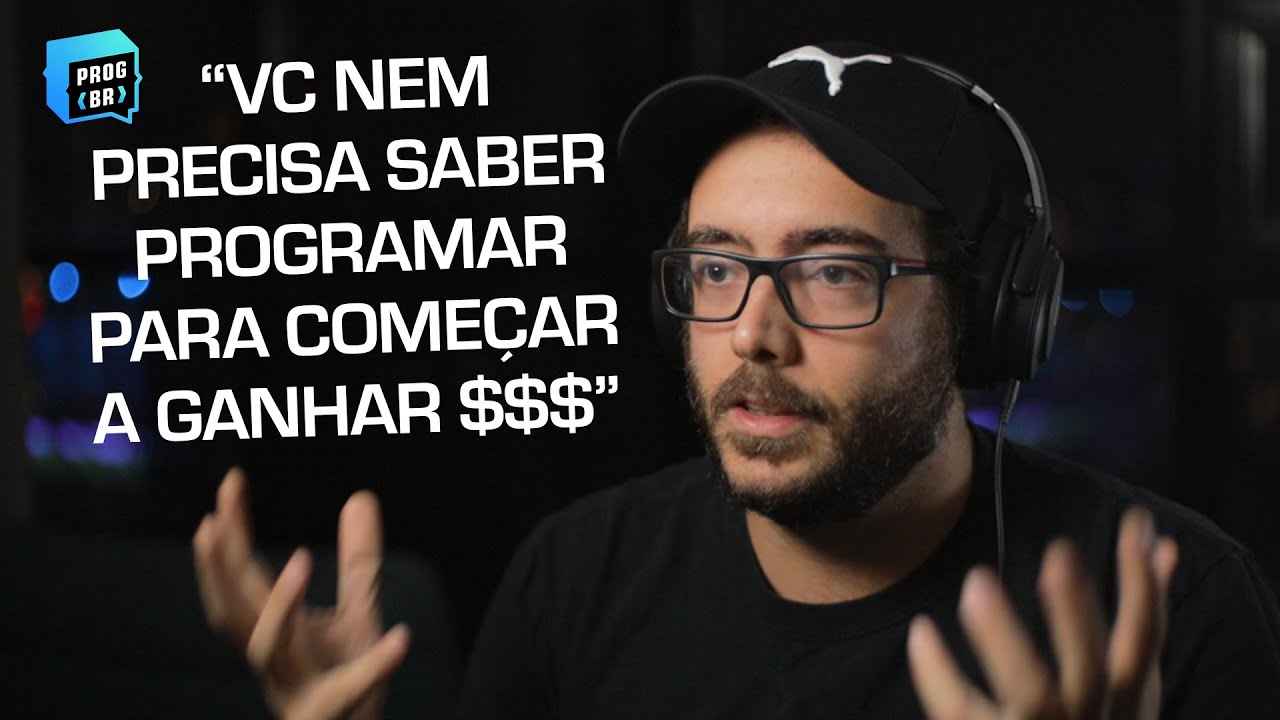 PROG
{BR}
“VC NEM
PRECISA SABER
PROGRAMAR
PARA COMEÇAR
A GANHAR $$$”